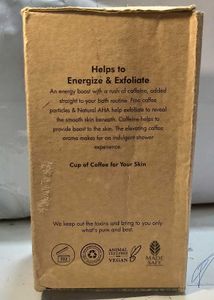 Helps to
Energize & Exfoliate
An energy boost with a rush of caffeine, added
straight to your bath routine. Fine coffee
particles & Natural AHA help exfoliate to reveal
the smooth skin beneath. Caffeine helps to
provide boost to the skin. The elevating coffee
aroma makes for an indulgent shower
experience.
Cup of Coffee for Your Skin
We keep out the toxins and bring to you only
what's pure and best.
ANIMAL
TEST FREE
VEGAN
MADE
SAFE